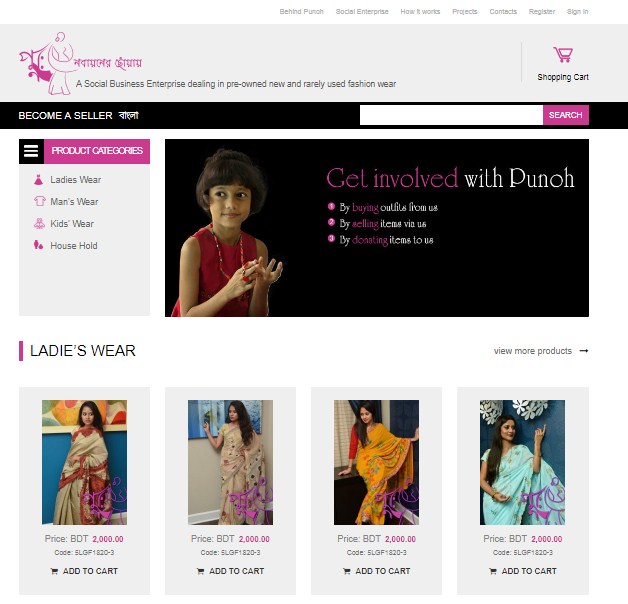 Behind Punoh Social Enterprise How it works Projects Contacts Register Sign in
পুণঃ
নবায়নের ছোঁয়ায়
A Social Business Enterprise dealing in pre-owned new and rarely used fashion wear
Shopping Cart
BECOME A SELLER বাংলা
SEARCH
PRODUCT CATEGORIES
Ladies Wear
Man's Wear
Kids' Wear
House Hold
Get involved with Punoh
1 By buying outfits from us
2 By selling items via us
3 By donating items to us
LADIE'S WEAR
view more products
Price: BDT 2,000.00
Code: 5LGF1820-3
ADD TO CART
Price: BDT 2,000.00
Code: 5LGF1820-3
ADD TO CART
Price: BDT 2,000.00
Code: 5LGF1820-3
ADD TO CART
Price: BDT 2,000.00
Code: 5LGF1820-3
ADD TO CART